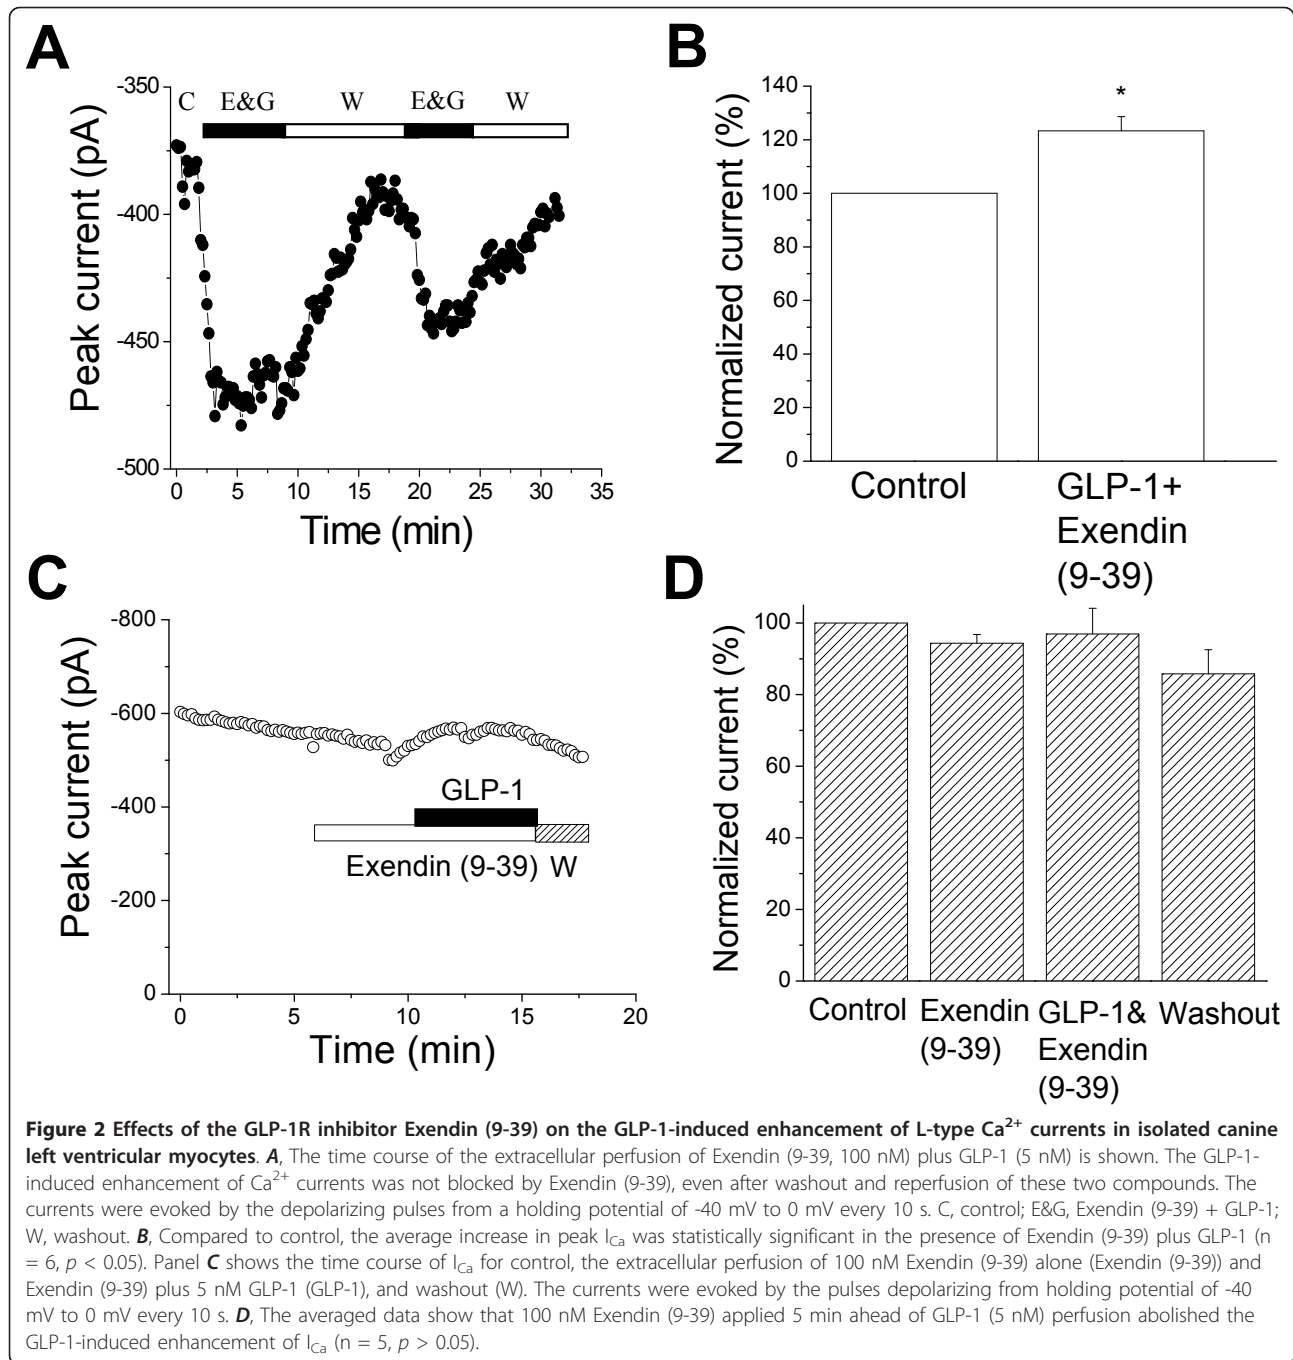 A
-350
-400
-450
-500
Peak current (pA)
C E&G W E&G W
0 5 10 15 20 25 30 35
Time (min)
B
140
120
100
80
60
40
20
0
Normalized current (%)
*
Control GLP-1+
Exendin
(9-39)
C
-800
-600
-400
-200
0
Peak current (pA)
GLP-1
Exendin (9-39) W
0 5 10 15 20
Time (min)
D
100
80
60
40
20
0
Normalized current (%)
Control Exendin GLP-1& Washout
(9-39) Exendin
(9-39)
Figure 2 Effects of the GLP-1R inhibitor Exendin (9-39) on the GLP-1-induced enhancement of L-type Ca²⁺ currents in isolated canine
left ventricular myocytes. A, The time course of the extracellular perfusion of Exendin (9-39, 100 nM) plus GLP-1 (5 nM) is shown. The GLP-1-
induced enhancement of Ca²⁺ currents was not blocked by Exendin (9-39), even after washout and reperfusion of these two compounds. The
currents were evoked by the depolarizing pulses from a holding potential of -40 mV to 0 mV every 10 s. C, control; E&G, Exendin (9-39) + GLP-1;
W, washout. B, Compared to control, the average increase in peak I_Ca was statistically significant in the presence of Exendin (9-39) plus GLP-1 (n
= 6, p < 0.05). Panel C shows the time course of I_Ca for control, the extracellular perfusion of 100 nM Exendin (9-39) alone (Exendin (9-39)) and
Exendin (9-39) plus 5 nM GLP-1 (GLP-1), and washout (W). The currents were evoked by the pulses depolarizing from holding potential of -40
mV to 0 mV every 10 s. D, The averaged data show that 100 nM Exendin (9-39) applied 5 min ahead of GLP-1 (5 nM) perfusion abolished the
GLP-1-induced enhancement of I_Ca (n = 5, p > 0.05).